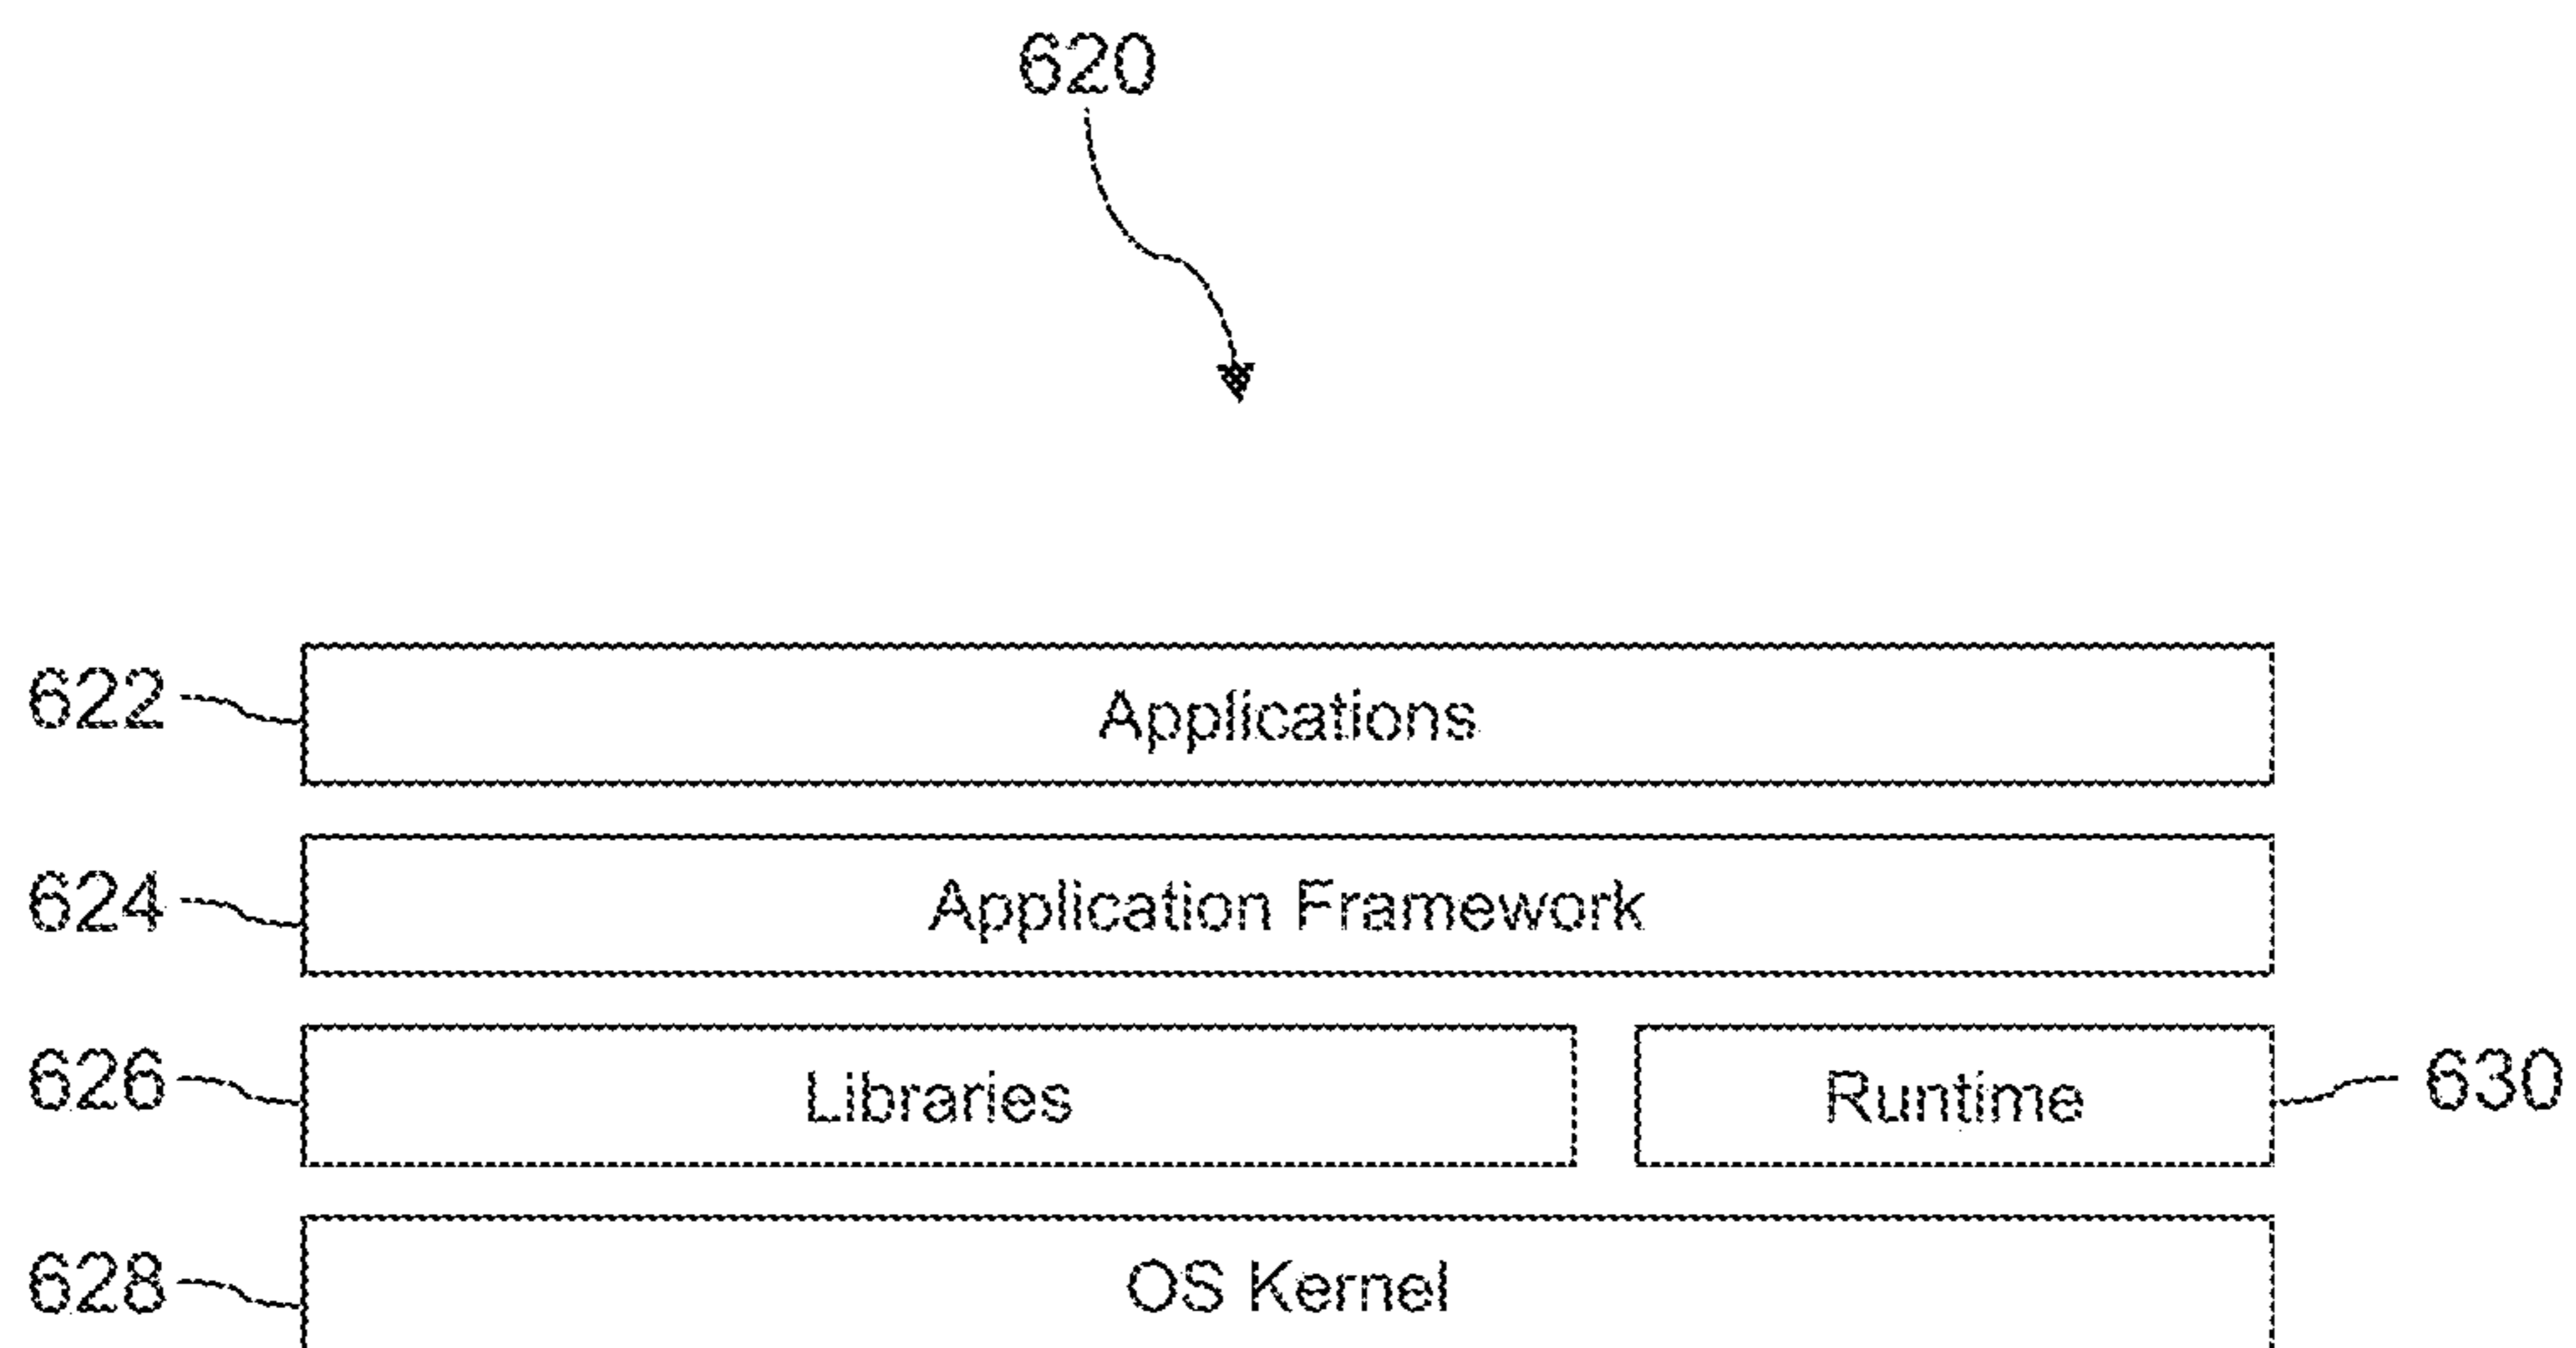 620
622 Applications
624 Application Framework
626 Libraries Runtime 630
628 OS Kernel